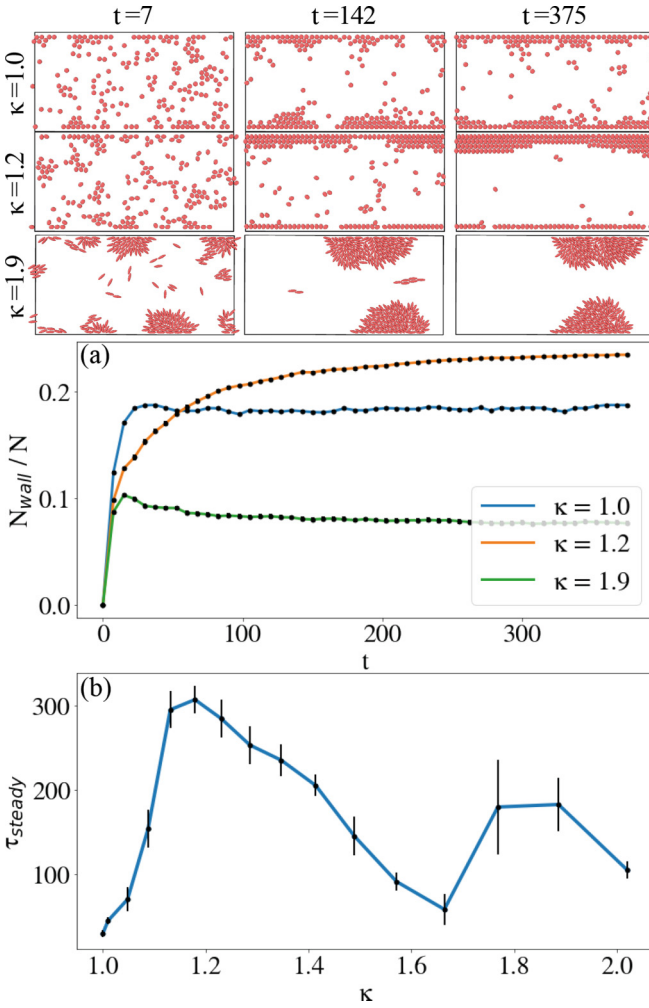 t=7 t=142 t=375
κ=1.0
κ=1.2
κ=1.9
(a)
N_wall / N
0.2
0.1
0.0
κ = 1.0
κ = 1.2
κ = 1.9
0 100 200 300
t
(b)
τ_steady
300
200
100
1.0 1.2 1.4 1.6 1.8 2.0
κ